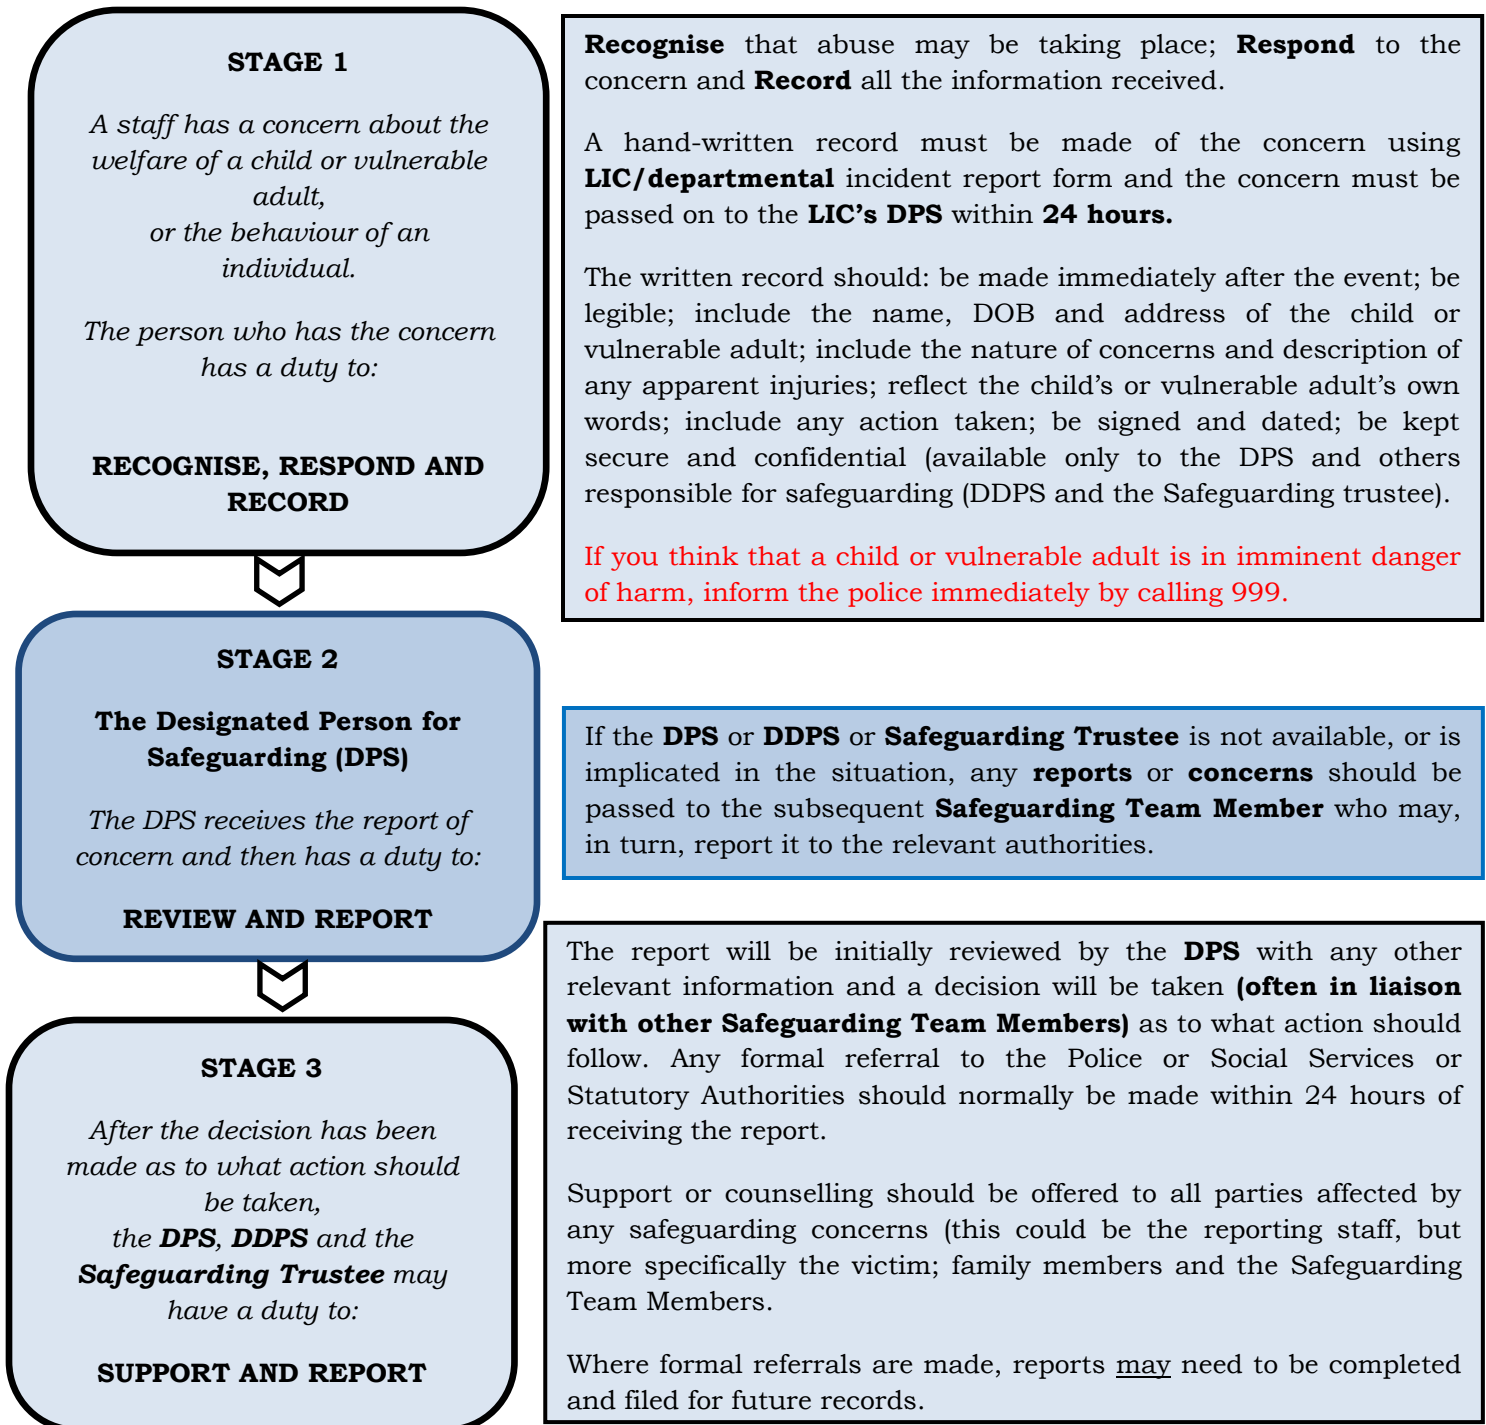 STAGE 1
A staff has a concern about the
welfare of a child or vulnerable
adult,
or the behaviour of an
individual.
The person who has the concern
has a duty to:
RECOGNISE, RESPOND AND
RECORD
Recognise that abuse may be taking place; Respond to the
concern and Record all the information received.
A hand-written record must be made of the concern using
LIC/departmental incident report form and the concern must be
passed on to the LIC’s DPS within 24 hours.
The written record should: be made immediately after the event; be
legible; include the name, DOB and address of the child or
vulnerable adult; include the nature of concerns and description of
any apparent injuries; reflect the child’s or vulnerable adult’s own
words; include any action taken; be signed and dated; be kept
secure and confidential (available only to the DPS and others
responsible for safeguarding (DDPS and the Safeguarding trustee).
If you think that a child or vulnerable adult is in imminent danger
of harm, inform the police immediately by calling 999.
STAGE 2
The Designated Person for
Safeguarding (DPS)
The DPS receives the report of
concern and then has a duty to:
REVIEW AND REPORT
If the DPS or DDPS or Safeguarding Trustee is not available, or is
implicated in the situation, any reports or concerns should be
passed to the subsequent Safeguarding Team Member who may,
in turn, report it to the relevant authorities.
STAGE 3
After the decision has been
made as to what action should
be taken,
the DPS, DDPS and the
Safeguarding Trustee may
have a duty to:
SUPPORT AND REPORT
The report will be initially reviewed by the DPS with any other
relevant information and a decision will be taken (often in liaison
with other Safeguarding Team Members) as to what action should
follow. Any formal referral to the Police or Social Services or
Statutory Authorities should normally be made within 24 hours of
receiving the report.
Support or counselling should be offered to all parties affected by
any safeguarding concerns (this could be the reporting staff, but
more specifically the victim; family members and the Safeguarding
Team Members.
Where formal referrals are made, reports may need to be completed
and filed for future records.